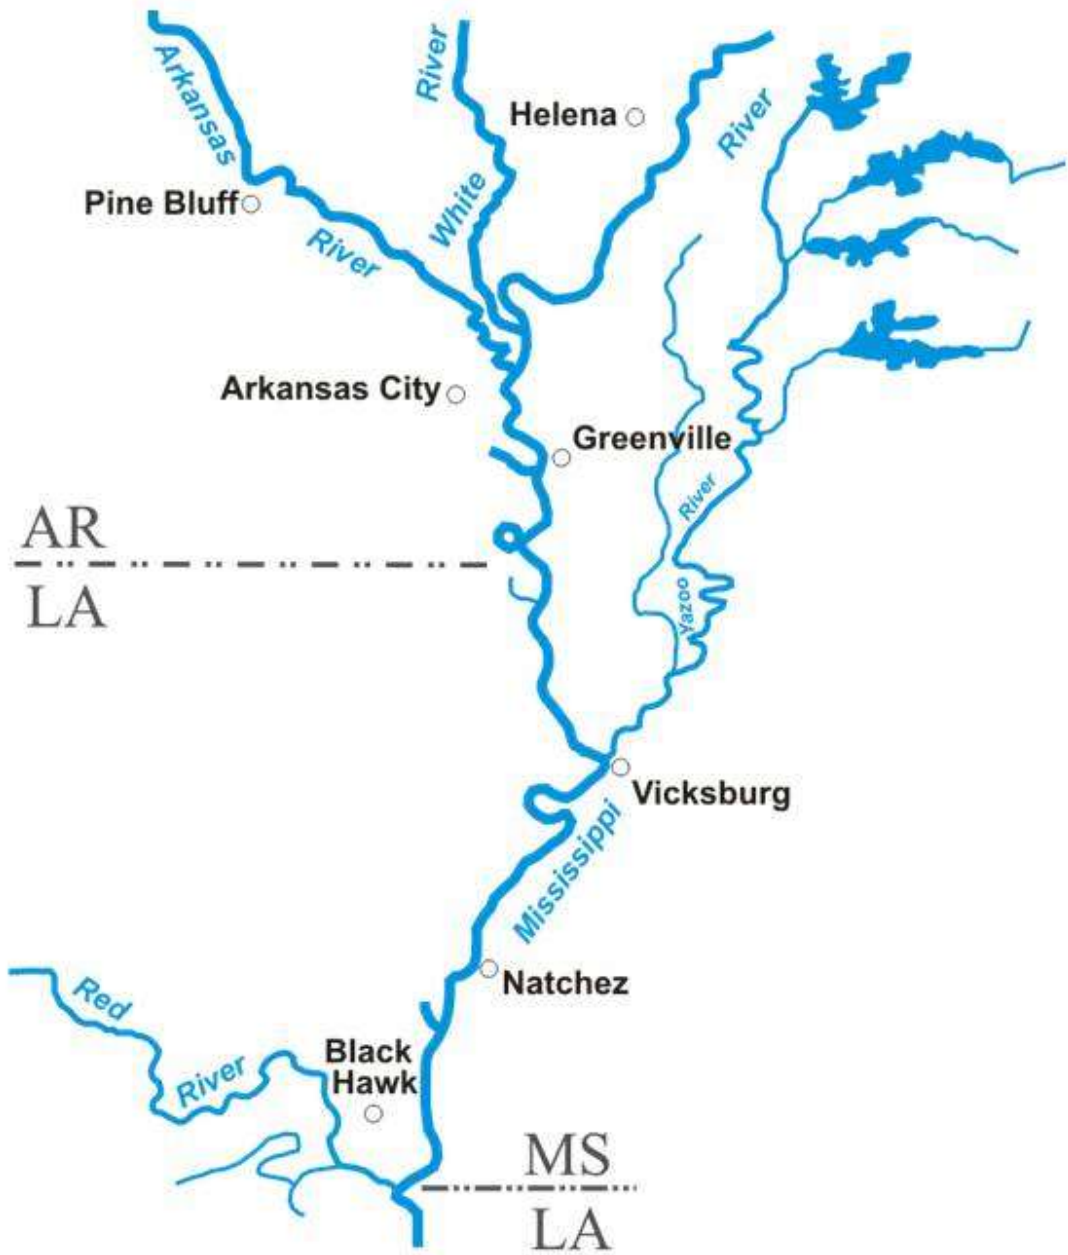 Arkansas
River
River
White
Helena
River
Pine Bluff
River
Arkansas City
Greenville
River
AR
LA
Yazoo
Vicksburg
Mississippi
Natchez
Red
River
Black
Hawk
MS
LA